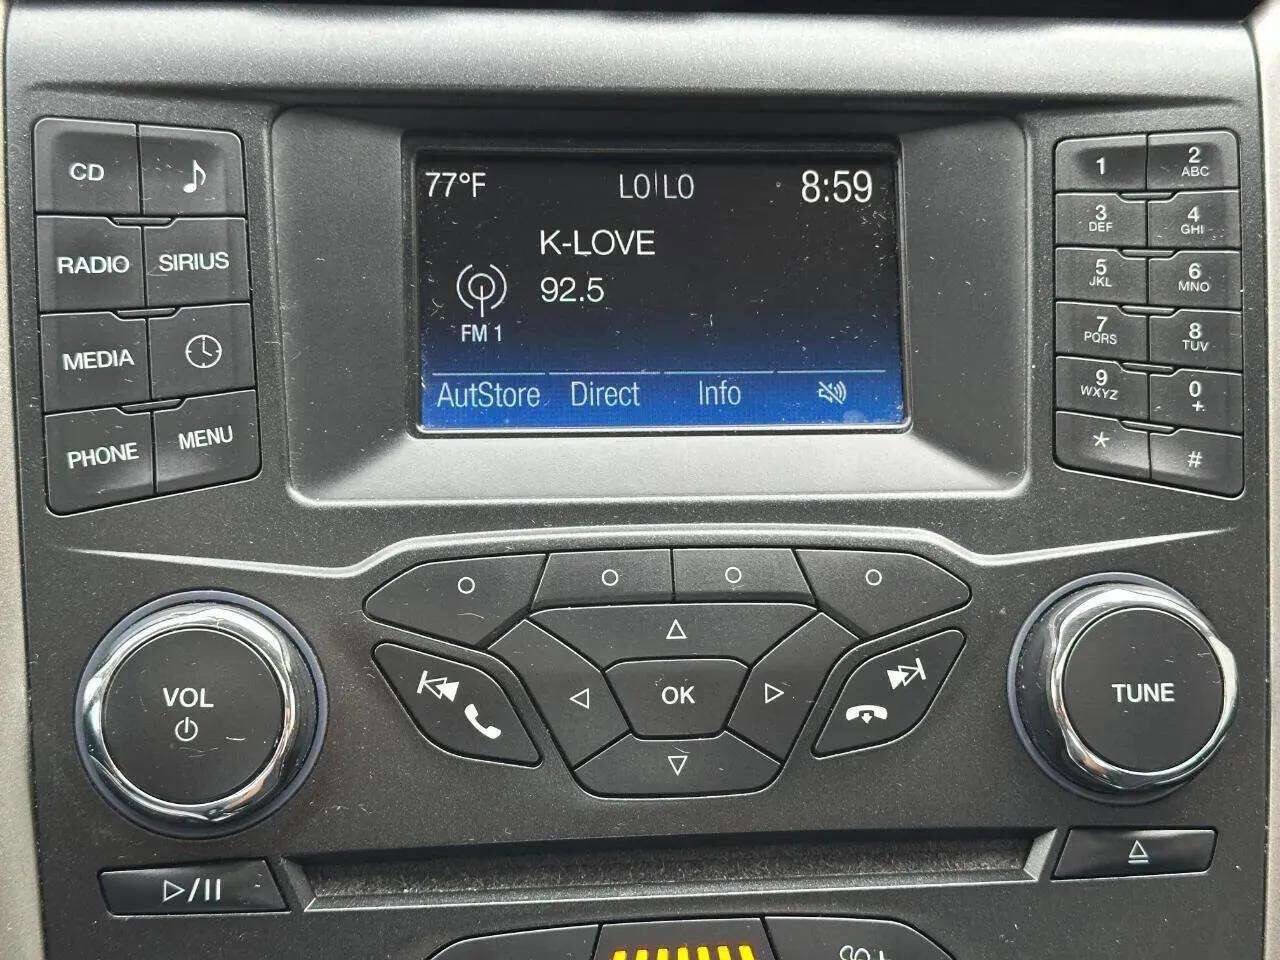 77°F LO LO 8:59
K-LOVE
92.5
FM 1
AutStore Direct Info
CD
RADIO SIRIUS
MEDIA
PHONE MENU
1 2 ABC
3 DEF 4 GHI
5 JKL 6 MNO
7 PQRS 8 TUV
9 WXYZ 0 +
* #
VOL
OK
TUNE